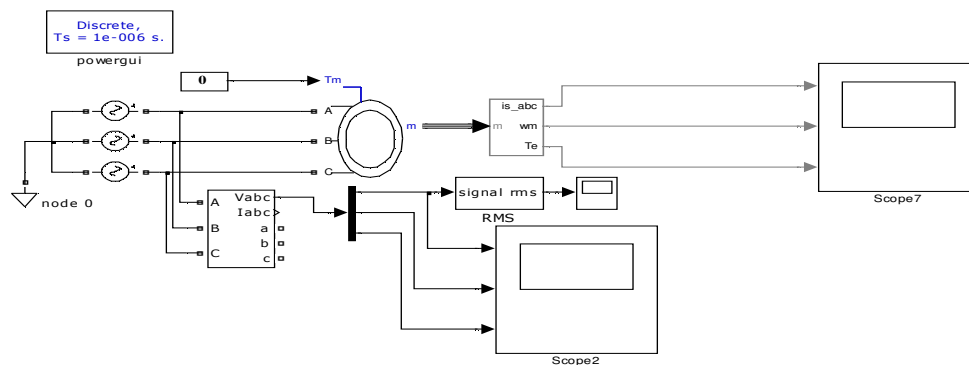 Discrete,
Ts = 1e-006 s.
powergui
0
Tm
A
B
C
m
m
is_abc
wm
Te
Scope7
node 0
A
B
C
Vabc
Iabc
a
b
c
signal rms
RMS
Scope2